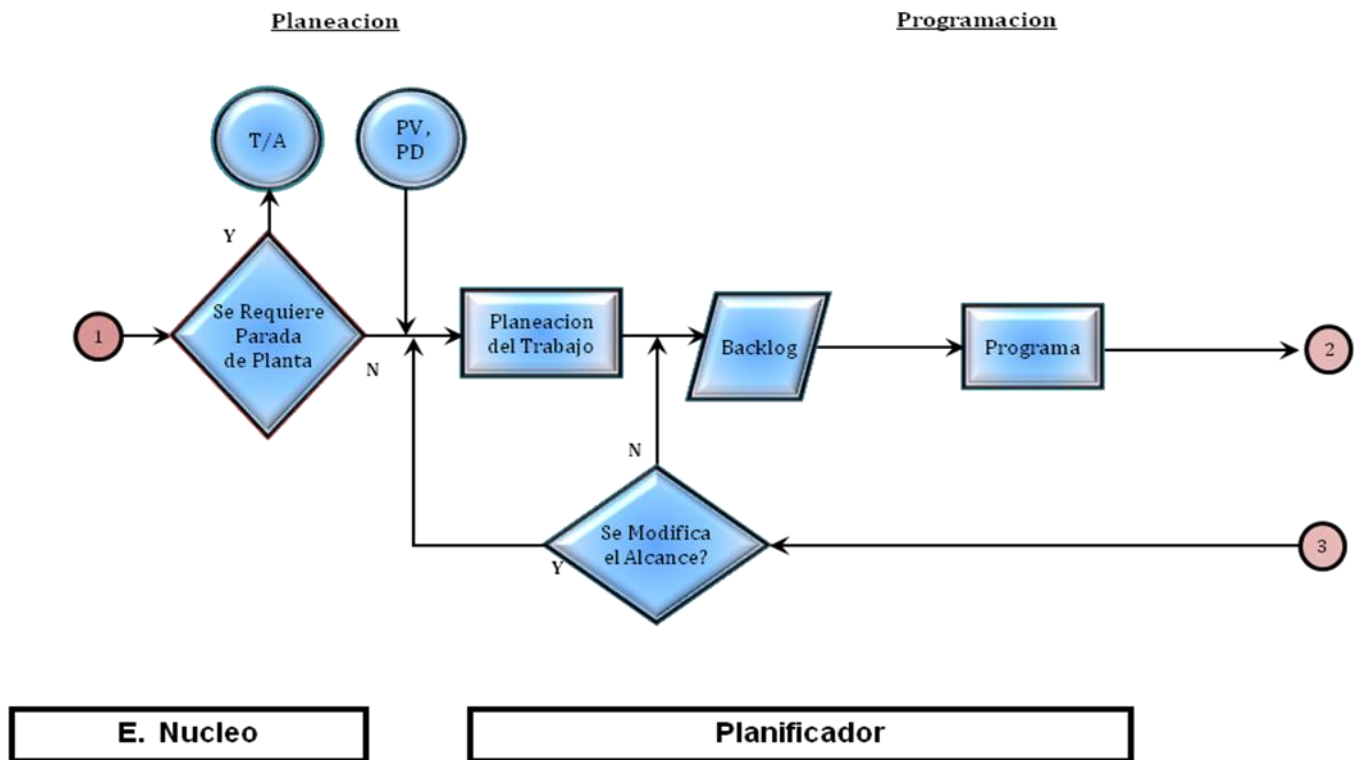 Planeacion
Programacion
T/A
PV,
PD
Y
Se Requiere
Parada
de Planta
1
N
Planeacion
del Trabajo
Backlog
Programa
2
N
Se Modifica
el Alcance?
Y
3
E. Nucleo
Planificador